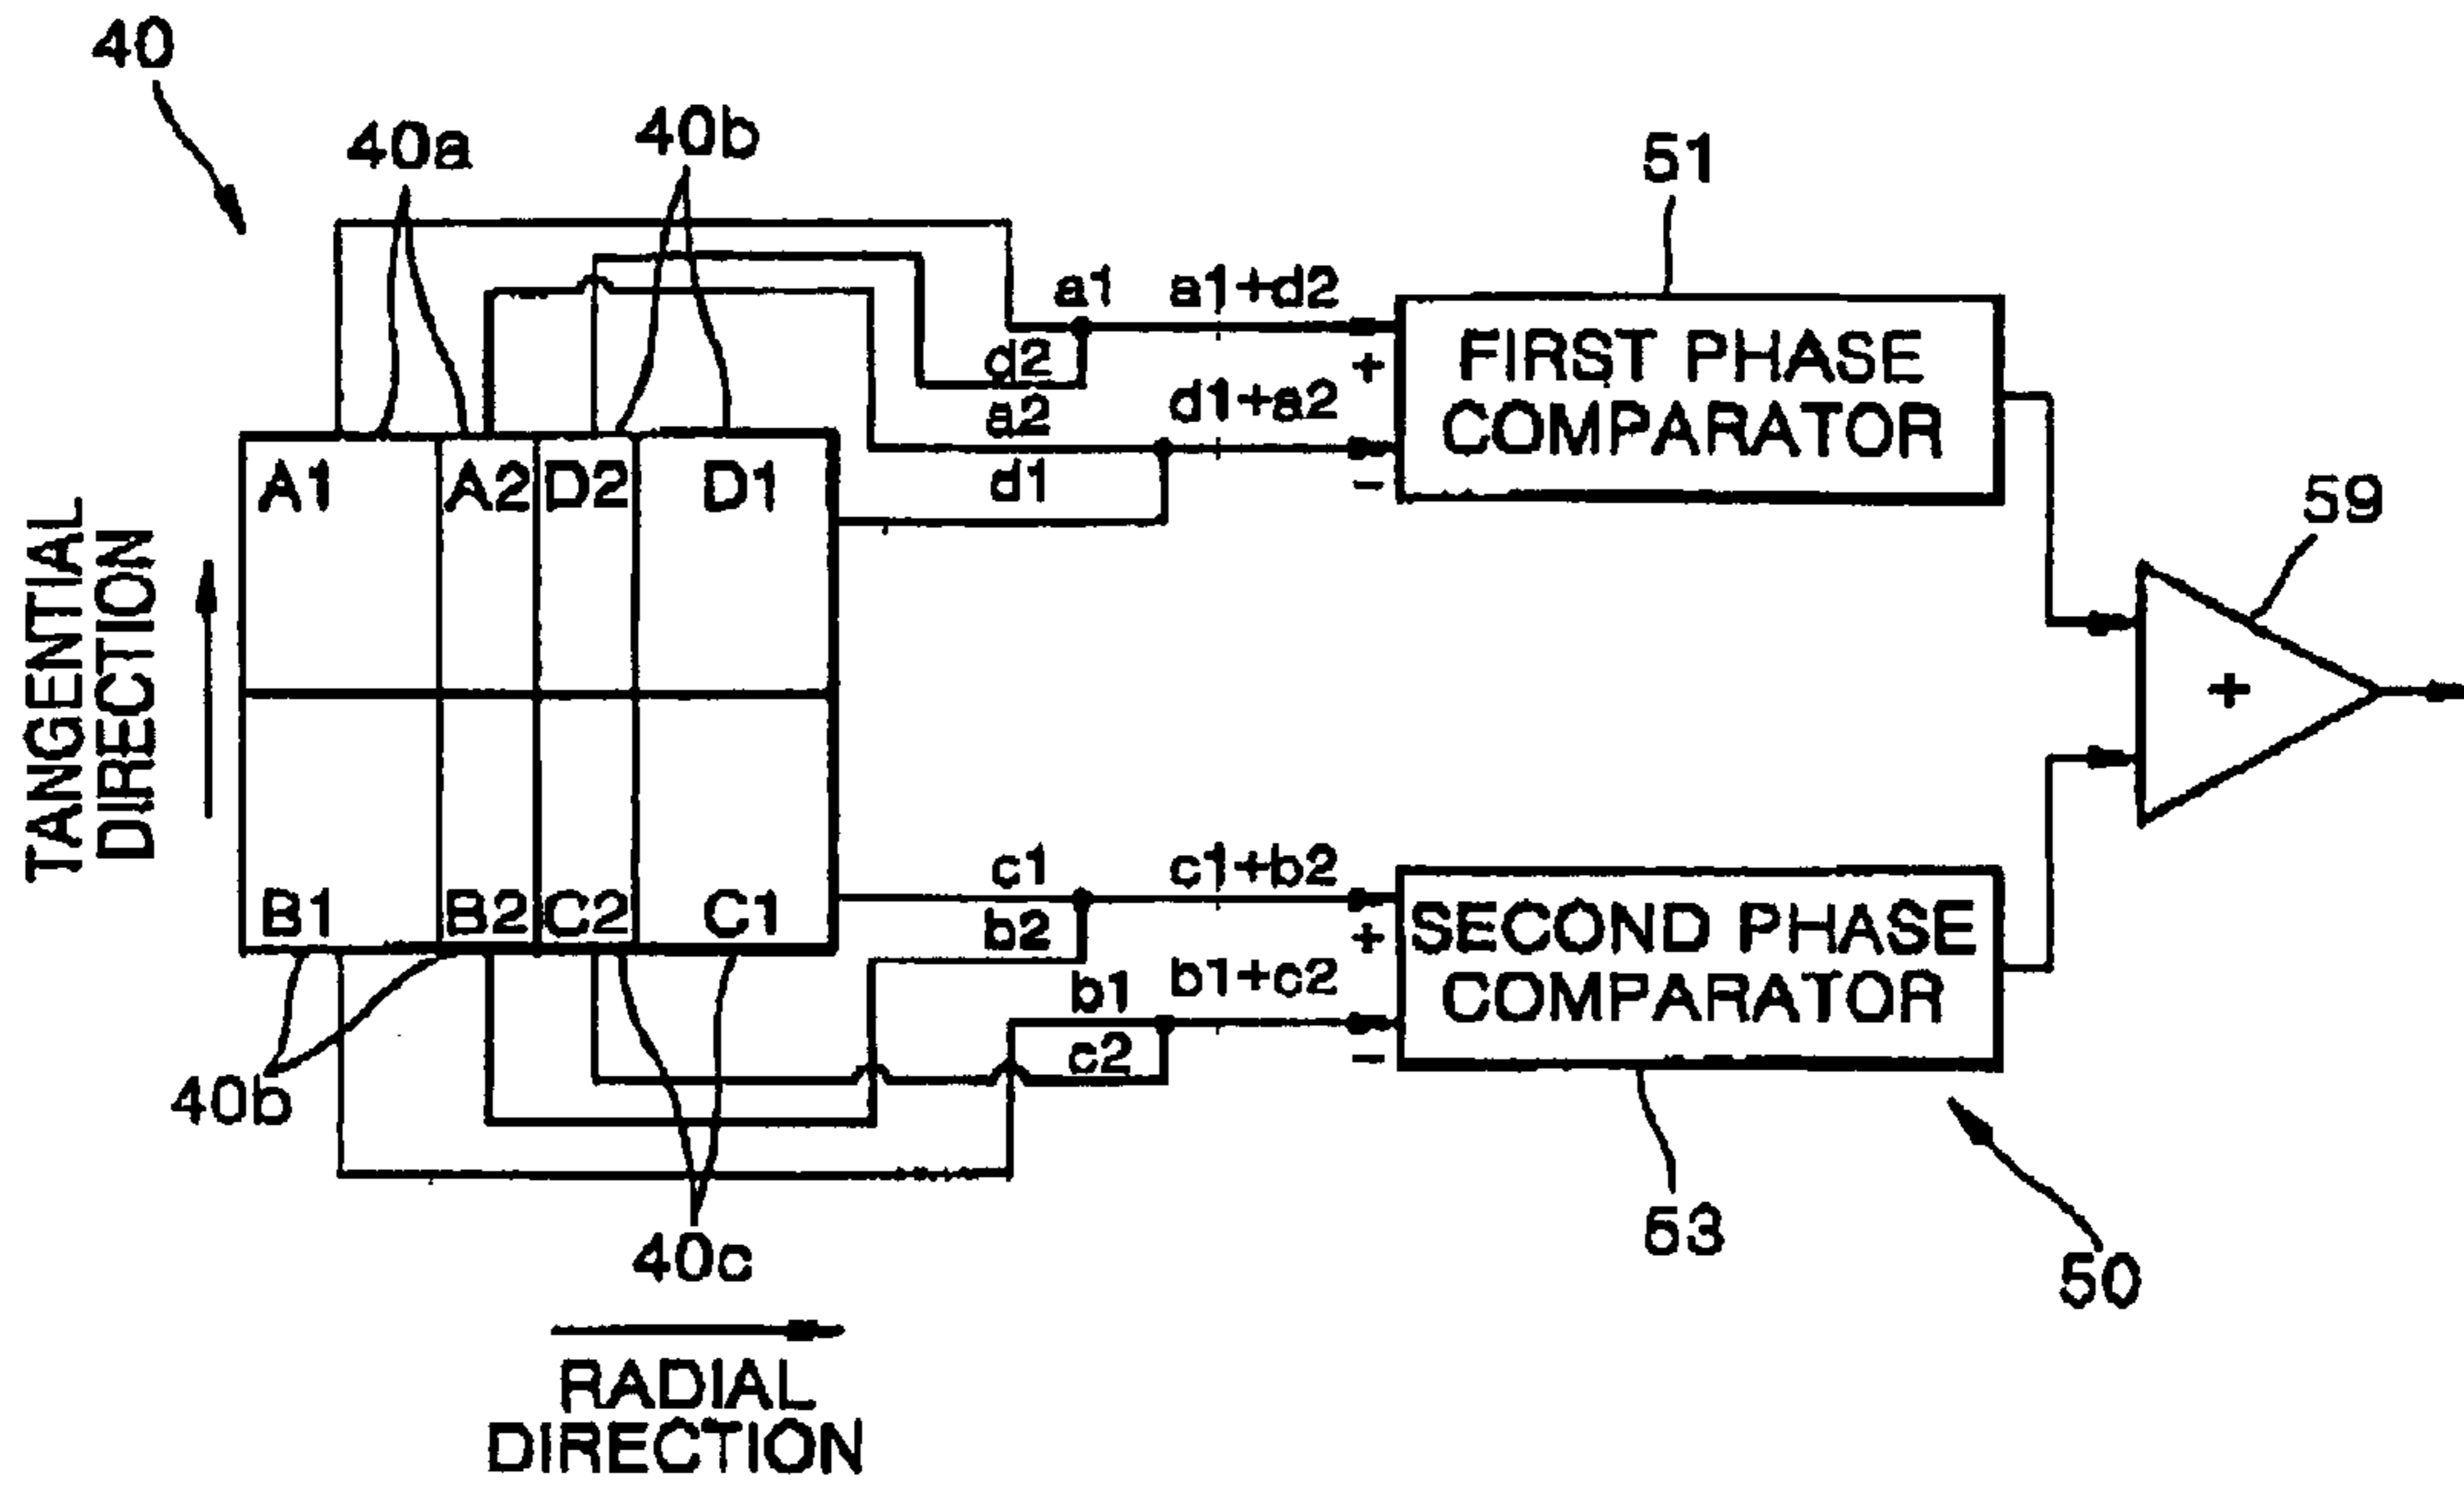 40
40a
40b
51
a1
a1+d2
d2
+
FIRST PHASE
COMPARATOR
a2
d1+a2
d1
−
A1
A2
D2
D1
59
TANGENTIAL
DIRECTION
+
c1
c1+b2
B1
B2
C2
C1
b2
+
SECOND PHASE
COMPARATOR
b1
b1+c2
c2
−
40b
40c
53
50
RADIAL
DIRECTION